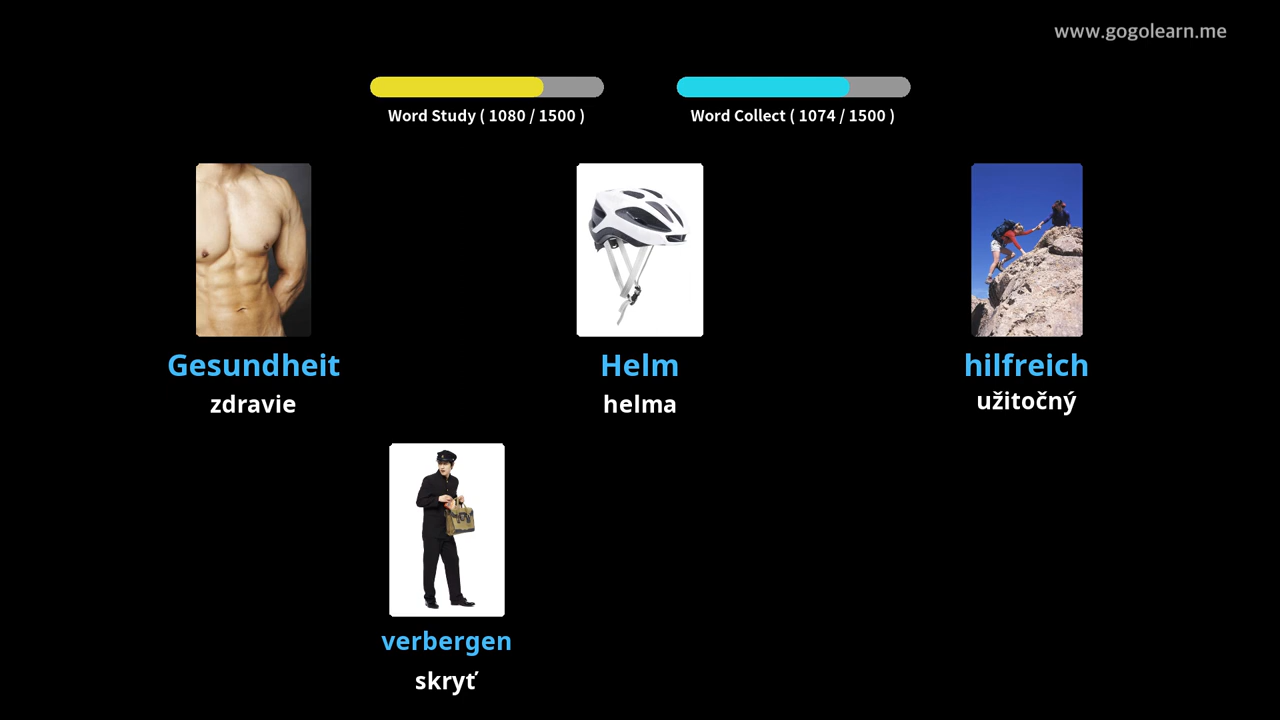 www.gogolearn.me
Word Study ( 1080 / 1500 )
Word Collect ( 1074 / 1500 )
Gesundheit
zdravie
Helm
helma
hilfreich
užitočný
verbergen
skryť